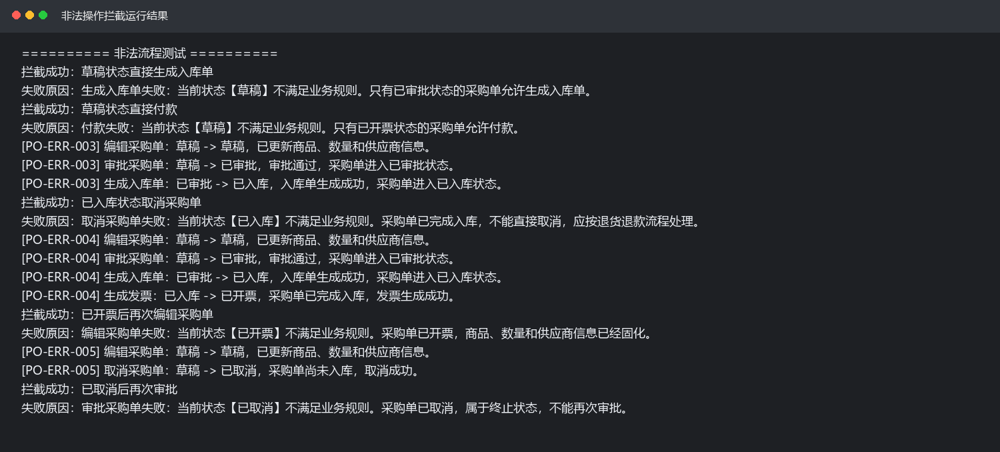 非法操作拦截运行结果
========== 非法流程测试 ==========
拦截成功：草稿状态直接生成入库单
失败原因：生成入库单失败：当前状态【草稿】不满足业务规则。只有已审批状态的采购单允许生成入库单。
拦截成功：草稿状态直接付款
失败原因：付款失败：当前状态【草稿】不满足业务规则。只有已开票状态的采购单允许付款。
[PO-ERR-003] 编辑采购单：草稿 -> 草稿，已更新商品、数量和供应商信息。
[PO-ERR-003] 审批采购单：草稿 -> 已审批，审批通过，采购单进入已审批状态。
[PO-ERR-003] 生成入库单：已审批 -> 已入库，入库单生成成功，采购单进入已入库状态。
拦截成功：已入库状态取消采购单
失败原因：取消采购单失败：当前状态【已入库】不满足业务规则。采购单已完成入库，不能直接取消，应按退货退款流程处理。
[PO-ERR-004] 编辑采购单：草稿 -> 草稿，已更新商品、数量和供应商信息。
[PO-ERR-004] 审批采购单：草稿 -> 已审批，审批通过，采购单进入已审批状态。
[PO-ERR-004] 生成入库单：已审批 -> 已入库，入库单生成成功，采购单进入已入库状态。
[PO-ERR-004] 生成发票：已入库 -> 已开票，采购单已完成入库，发票生成成功。
拦截成功：已开票后再次编辑采购单
失败原因：编辑采购单失败：当前状态【已开票】不满足业务规则。采购单已开票，商品、数量和供应商信息已经固化。
[PO-ERR-005] 编辑采购单：草稿 -> 草稿，已更新商品、数量和供应商信息。
[PO-ERR-005] 取消采购单：草稿 -> 已取消，采购单尚未入库，取消成功。
拦截成功：已取消后再次审批
失败原因：审批采购单失败：当前状态【已取消】不满足业务规则。采购单已取消，属于终止状态，不能再次审批。